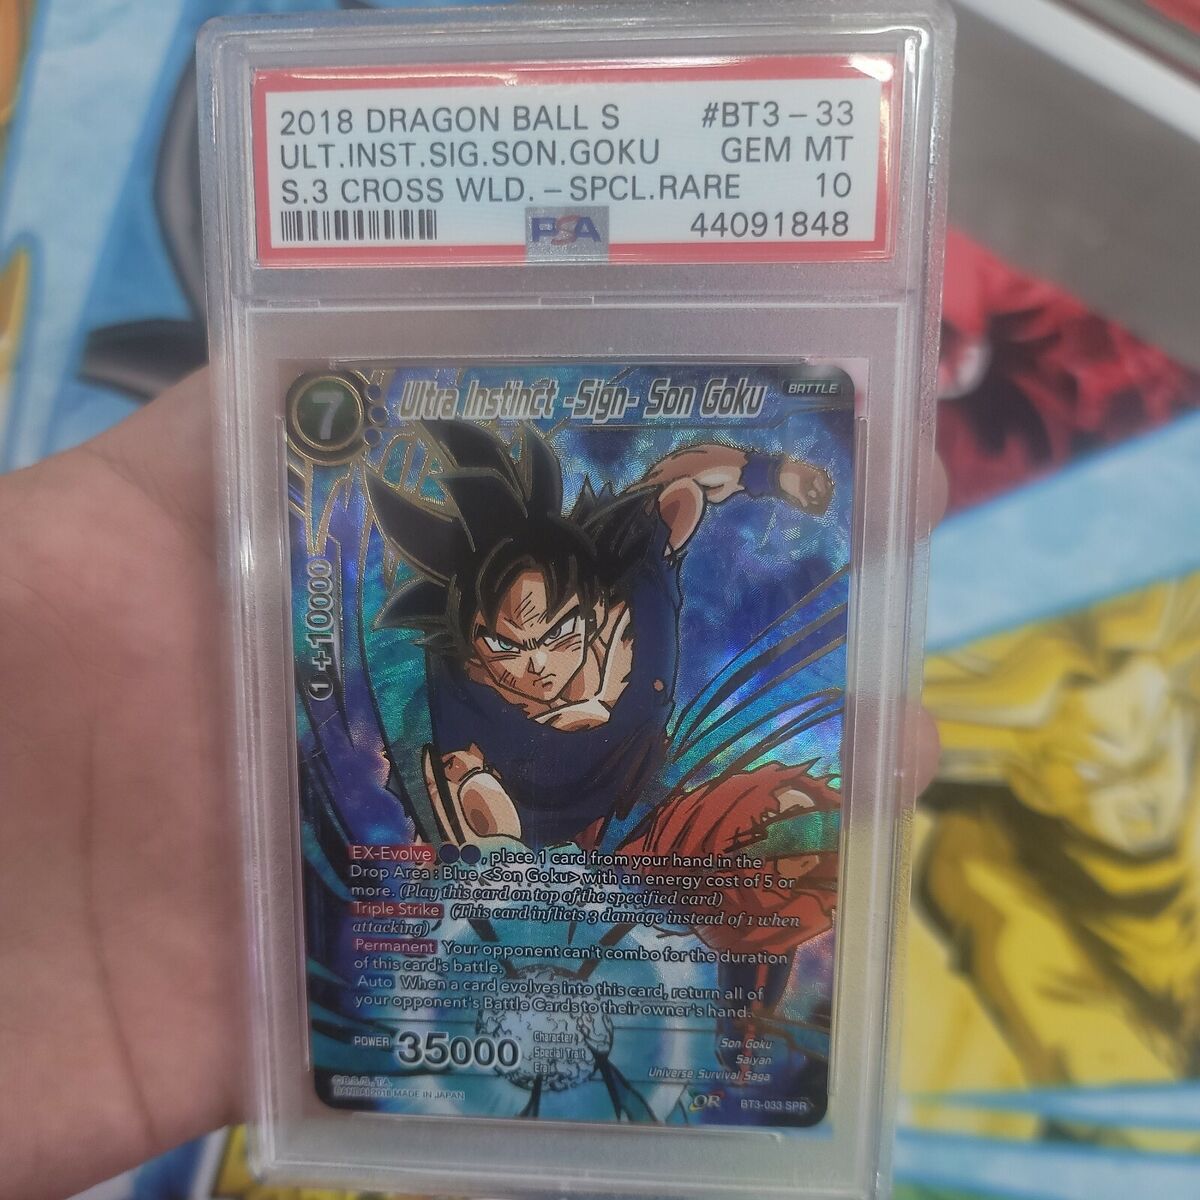 2018 DRAGON BALL S #BT3-33
ULT.INST.SIG.SON.GOKU GEM MT
S.3 CROSS WLD.-SPCL.RARE 10
PSA 44091848
7 Ultra Instinct -Sign- Son Goku BATTLE
1 +10000
EX-Evolve , place 1 card from your hand in the
Drop Area : Blue <Son Goku> with an energy cost of 5 or
more. (Play this card on top of the specified card)
Triple Strike (This card inflicts 3 damage instead of 1 when
attacking)
Permanent Your opponent can't combo for the duration
of this card's battle.
Auto When a card evolves into this card, return all of
your opponent's Battle Cards to their owner's hand.
POWER 35000
Character Son Goku
Special Trait Saiyan
Era Universe Survival Saga
©B.S./S., T.A.
BANDAI 2018 MADE IN JAPAN
OR BT3-033 SPR